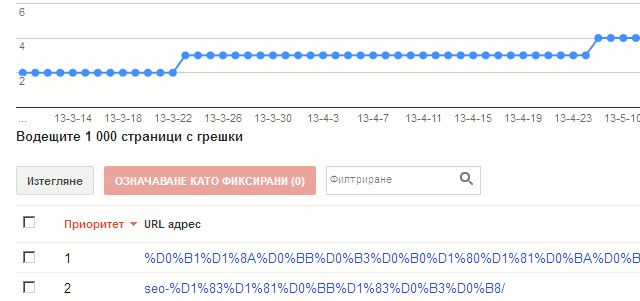 6
4
2
... 13-3-14 13-3-18 13-3-22 13-3-26 13-3-30 13-4-3 13-4-7 13-4-11 13-4-15 13-4-19 13-4-23 13-5-10
Водещите 1 000 страници с грешки
Изтегляне ОЗНАЧАВАНЕ КАТО ФИКСИРАНИ (0) Филтриране
Приоритет URL адрес
1 %D0%B1%D1%8A%D0%BB%D0%B3%D0%B0%D1%80%D1%81%D0%BA%D0%B
2 seo-%D1%83%D1%81%D0%BB%D1%83%D0%B3%D0%B8/